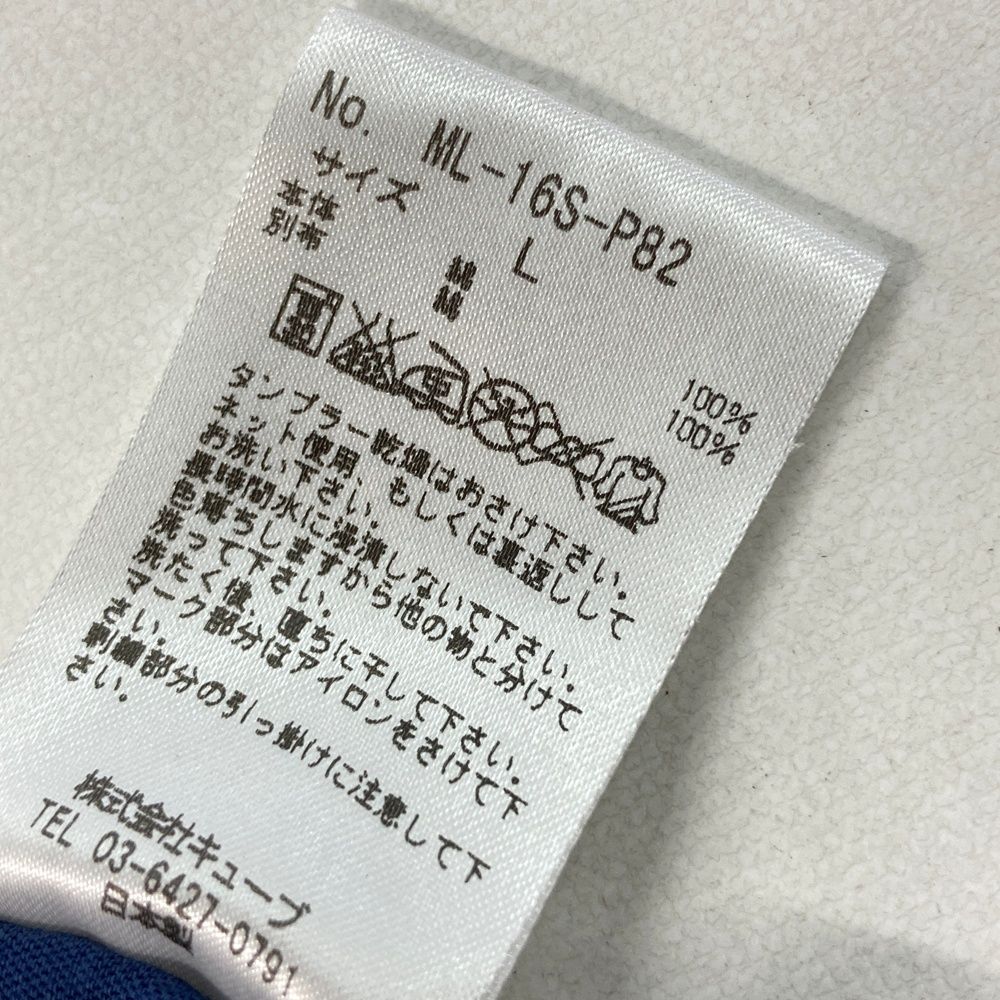 No. ML-16S-P82
サイズ L
本体 綿 100%
別布 綿 100%
タンブラー乾燥はおさけ下さい。
ネット使用、もしくは裏返しして
お洗い下さい。
長時間水に浸漬しないで下さい。
色落ちしますから他の物と分けて
洗って下さい。
洗たく後、直ちに干して下さい。
マーク部分はアイロンをさけて下
さい。
刺繍部分の引っ掛けに注意して下
さい。
株式会社キューブ
TEL 03-6427-0791
日本製